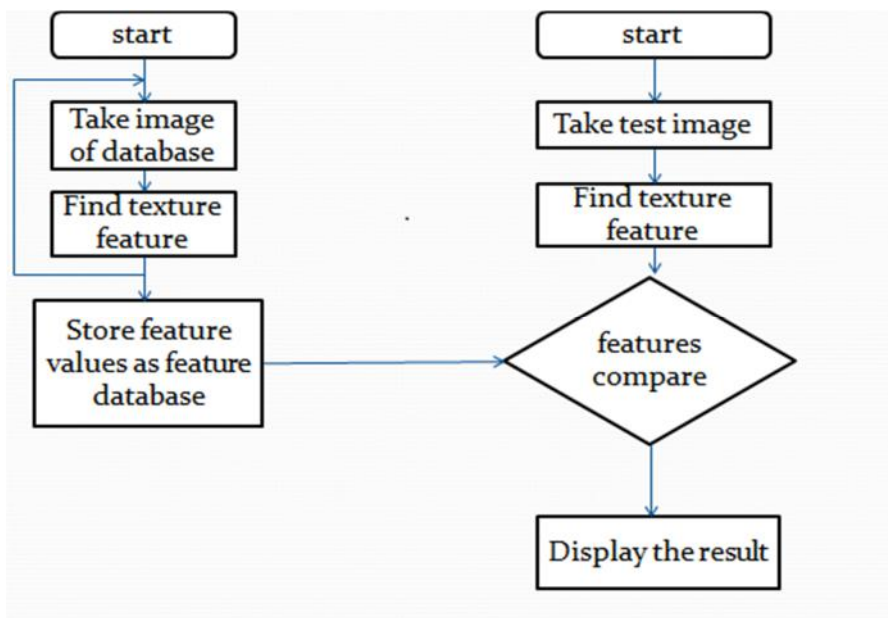 start
Take image
of database
Find texture
feature
Store feature
values as feature
database
start
Take test image
Find texture
feature
features
compare
Display the result